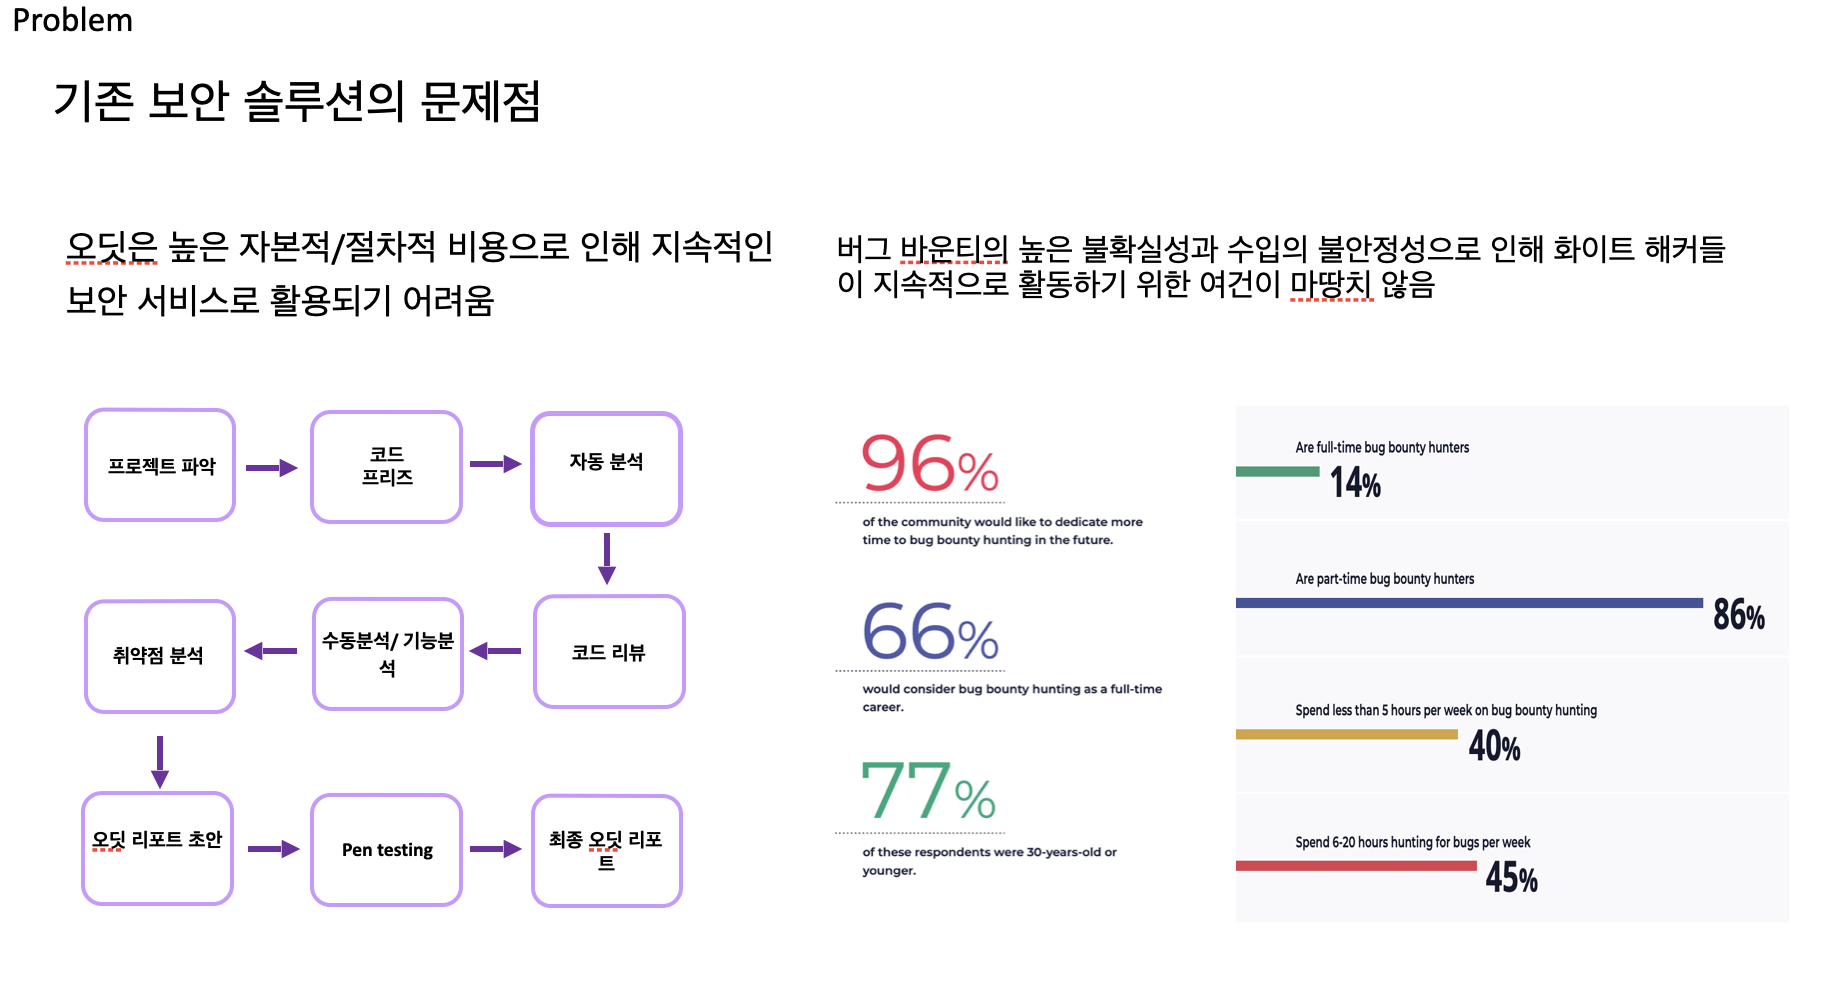 Problem
기존 보안 솔루션의 문제점
오딧은 높은 자본적/절차적 비용으로 인해 지속적인
보안 서비스로 활용되기 어려움
버그 바운티의 높은 불확실성과 수입의 불안정성으로 인해 화이트 해커들
이 지속적으로 활동하기 위한 여건이 마땅치 않음
프로젝트 파악
코드
프리즈
자동 분석
코드 리뷰
수동분석/ 기능분
석
취약점 분석
오딧 리포트 초안
Pen testing
최종 오딧 리포
트
96%
of the community would like to dedicate more
time to bug bounty hunting in the future.
66%
would consider bug bounty hunting as a full-time
career.
77%
of these respondents were 30-years-old or
younger.
Are full-time bug bounty hunters
14%
Are part-time bug bounty hunters
86%
Spend less than 5 hours per week on bug bounty hunting
40%
Spend 6-20 hours hunting for bugs per week
45%